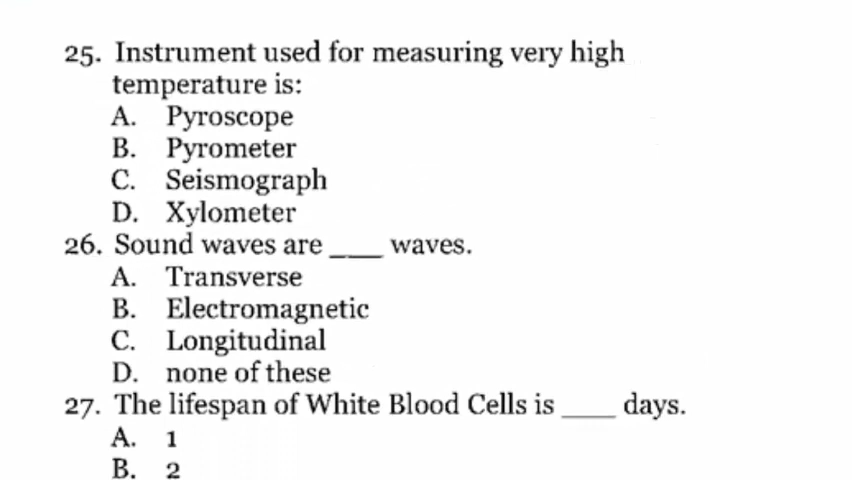 25. Instrument used for measuring very high
temperature is:
A. Pyroscope
B. Pyrometer
C. Seismograph
D. Xylometer
26. Sound waves are ____ waves.
A. Transverse
B. Electromagnetic
C. Longitudinal
D. none of these
27. The lifespan of White Blood Cells is ____ days.
A. 1
B. 2